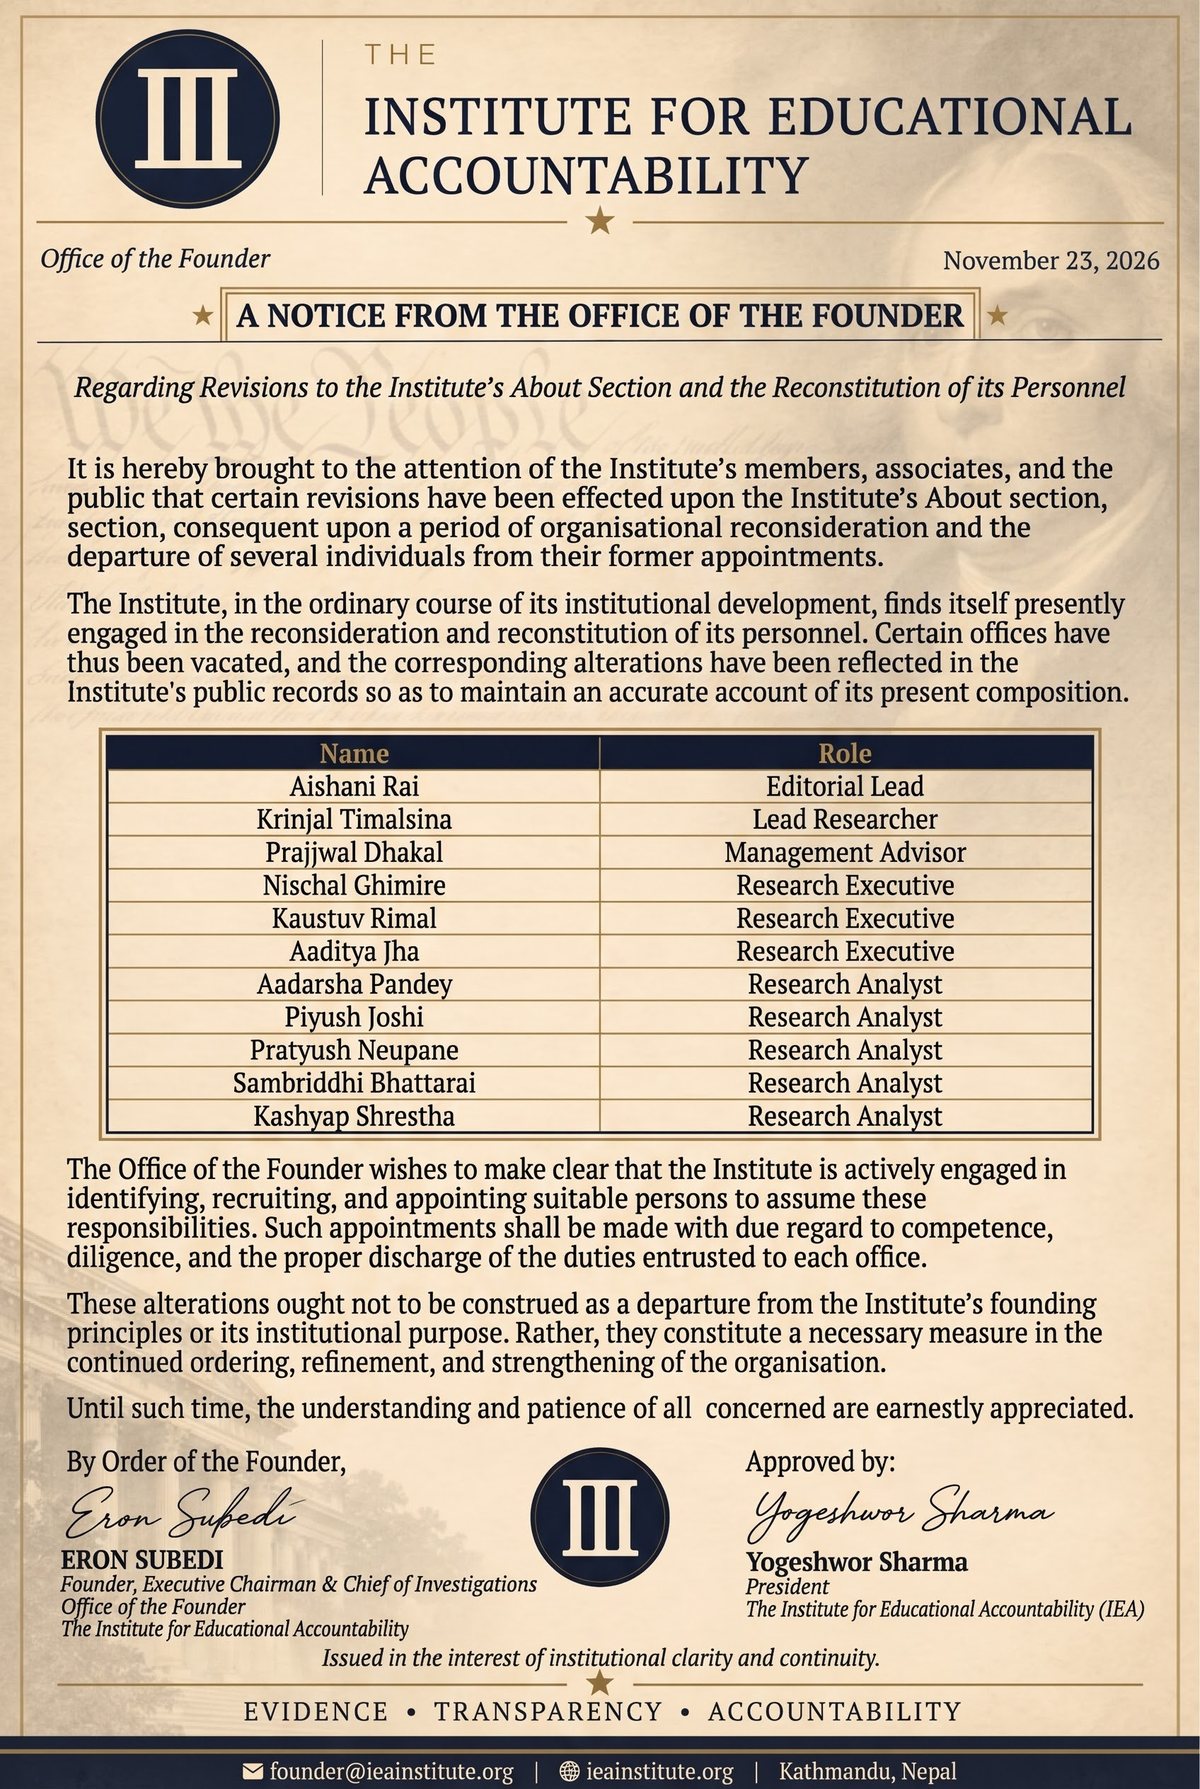 THE
INSTITUTE FOR EDUCATIONAL
ACCOUNTABILITY
Office of the Founder
November 23, 2026
A NOTICE FROM THE OFFICE OF THE FOUNDER
We the People
Regarding Revisions to the Institute’s About Section and the Reconstitution of its Personnel
It is hereby brought to the attention of the Institute’s members, associates, and the
public that certain revisions have been effected upon the Institute’s About section,
section, consequent upon a period of organisational reconsideration and the
departure of several individuals from their former appointments.
The Institute, in the ordinary course of its institutional development, finds itself presently
engaged in the reconsideration and reconstitution of its personnel. Certain offices have
thus been vacated, and the corresponding alterations have been reflected in the
Institute's public records so as to maintain an accurate account of its present composition.
Name Role
Aishani Rai Editorial Lead
Krinjal Timalsina Lead Researcher
Prajjwal Dhakal Management Advisor
Nischal Ghimire Research Executive
Kaustuv Rimal Research Executive
Aaditya Jha Research Executive
Aadarsha Pandey Research Analyst
Piyush Joshi Research Analyst
Pratyush Neupane Research Analyst
Sambriddhi Bhattarai Research Analyst
Kashyap Shrestha Research Analyst
The Office of the Founder wishes to make clear that the Institute is actively engaged in
identifying, recruiting, and appointing suitable persons to assume these
responsibilities. Such appointments shall be made with due regard to competence,
diligence, and the proper discharge of the duties entrusted to each office.
These alterations ought not to be construed as a departure from the Institute’s founding
principles or its institutional purpose. Rather, they constitute a necessary measure in the
continued ordering, refinement, and strengthening of the organisation.
Until such time, the understanding and patience of all concerned are earnestly appreciated.
By Order of the Founder,
Eron Subedi
ERON SUBEDI
Founder, Executive Chairman & Chief of Investigations
Office of the Founder
The Institute for Educational Accountability
Approved by:
Yogeshwor Sharma
Yogeshwor Sharma
President
The Institute for Educational Accountability (IEA)
Issued in the interest of institutional clarity and continuity.
EVIDENCE • TRANSPARENCY • ACCOUNTABILITY
founder@ieainstitute.org | ieainstitute.org | Kathmandu, Nepal